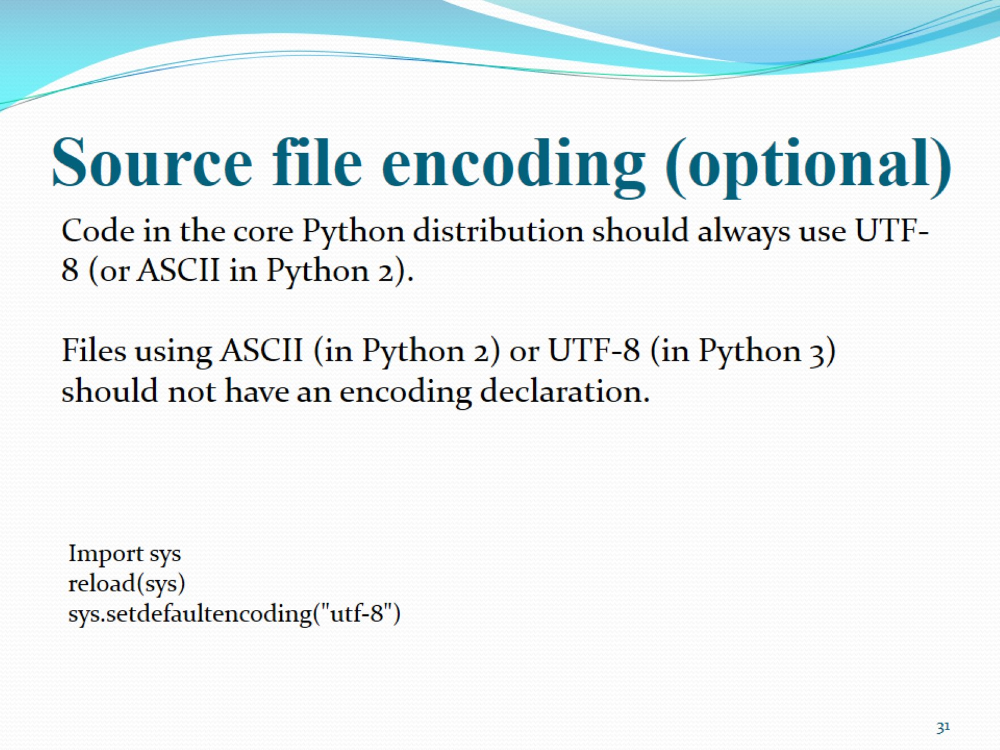 Source file encoding (optional)
Code in the core Python distribution should always use UTF-
8 (or ASCII in Python 2).
Files using ASCII (in Python 2) or UTF-8 (in Python 3)
should not have an encoding declaration.
Import sys
reload(sys)
sys.setdefaultencoding("utf-8")
31